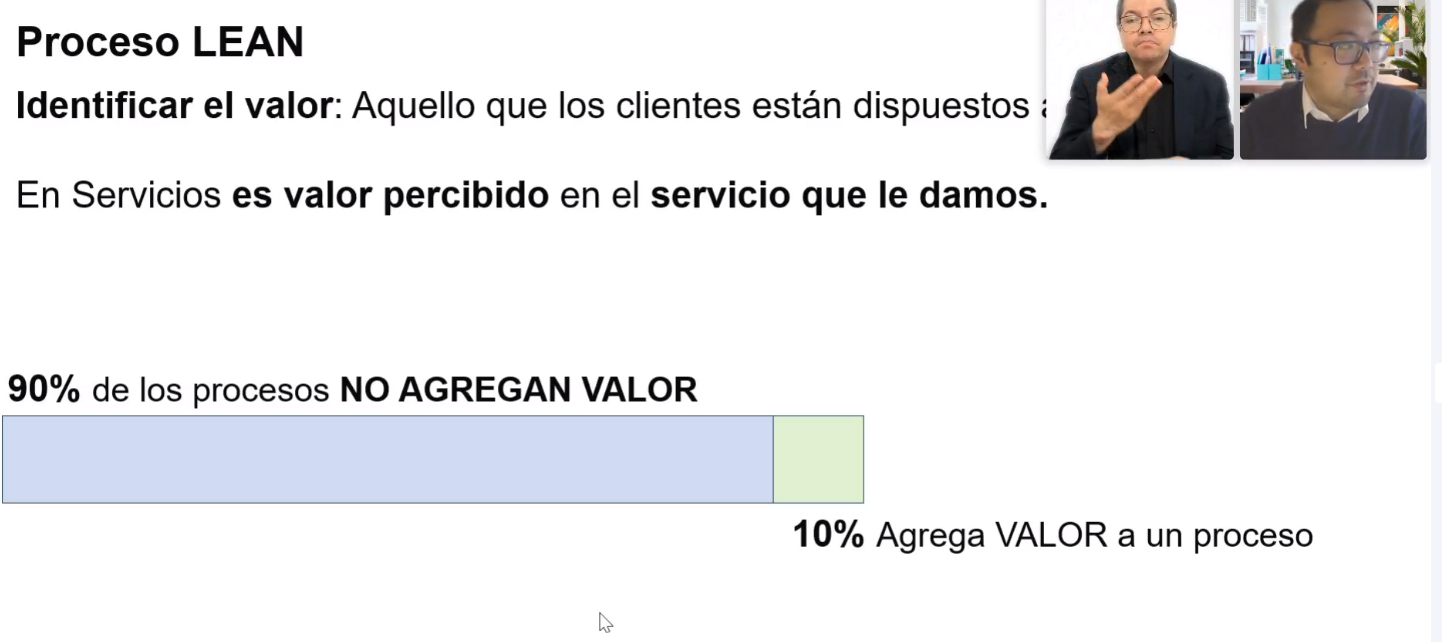 Proceso LEAN
Identificar el valor: Aquello que los clientes están dispuestos
En Servicios es valor percibido en el servicio que le damos.
90% de los procesos NO AGREGAN VALOR
10% Agrega VALOR a un proceso